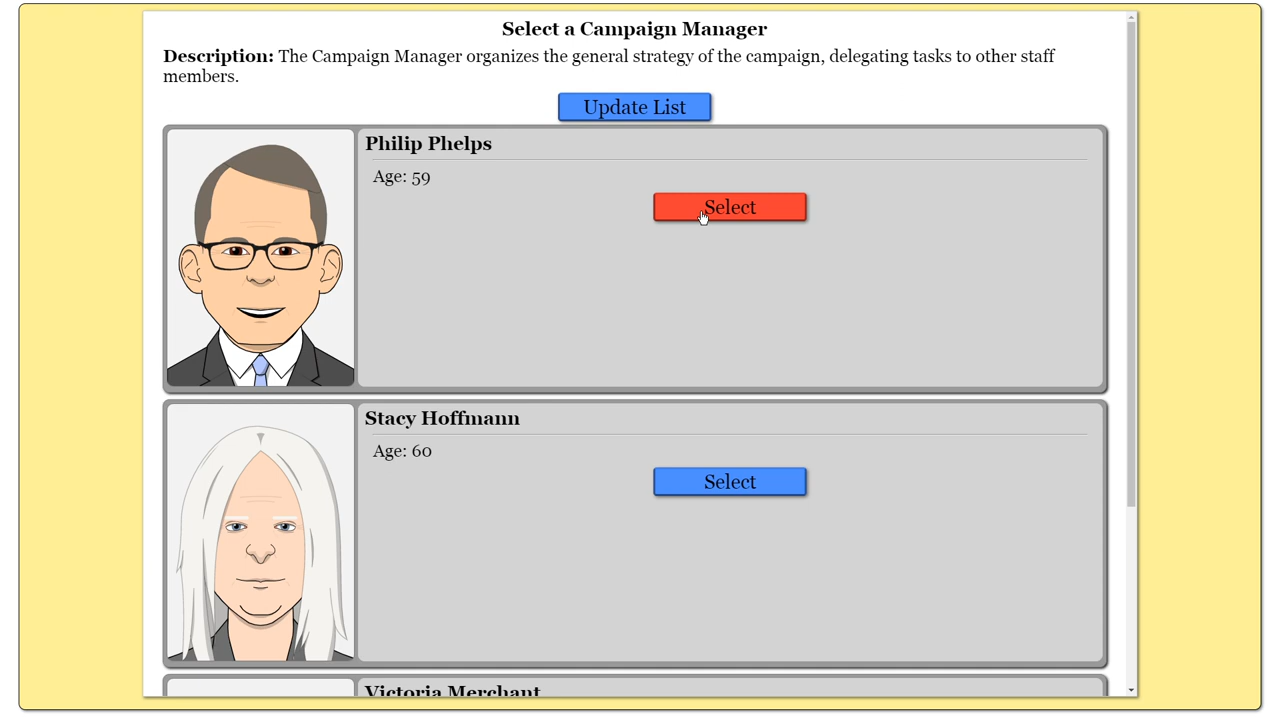 Select a Campaign Manager
Description: The Campaign Manager organizes the general strategy of the campaign, delegating tasks to other staff
members.
Update List
Philip Phelps
Age: 59
Select
Stacy Hoffmann
Age: 60
Select
Victoria Merchant